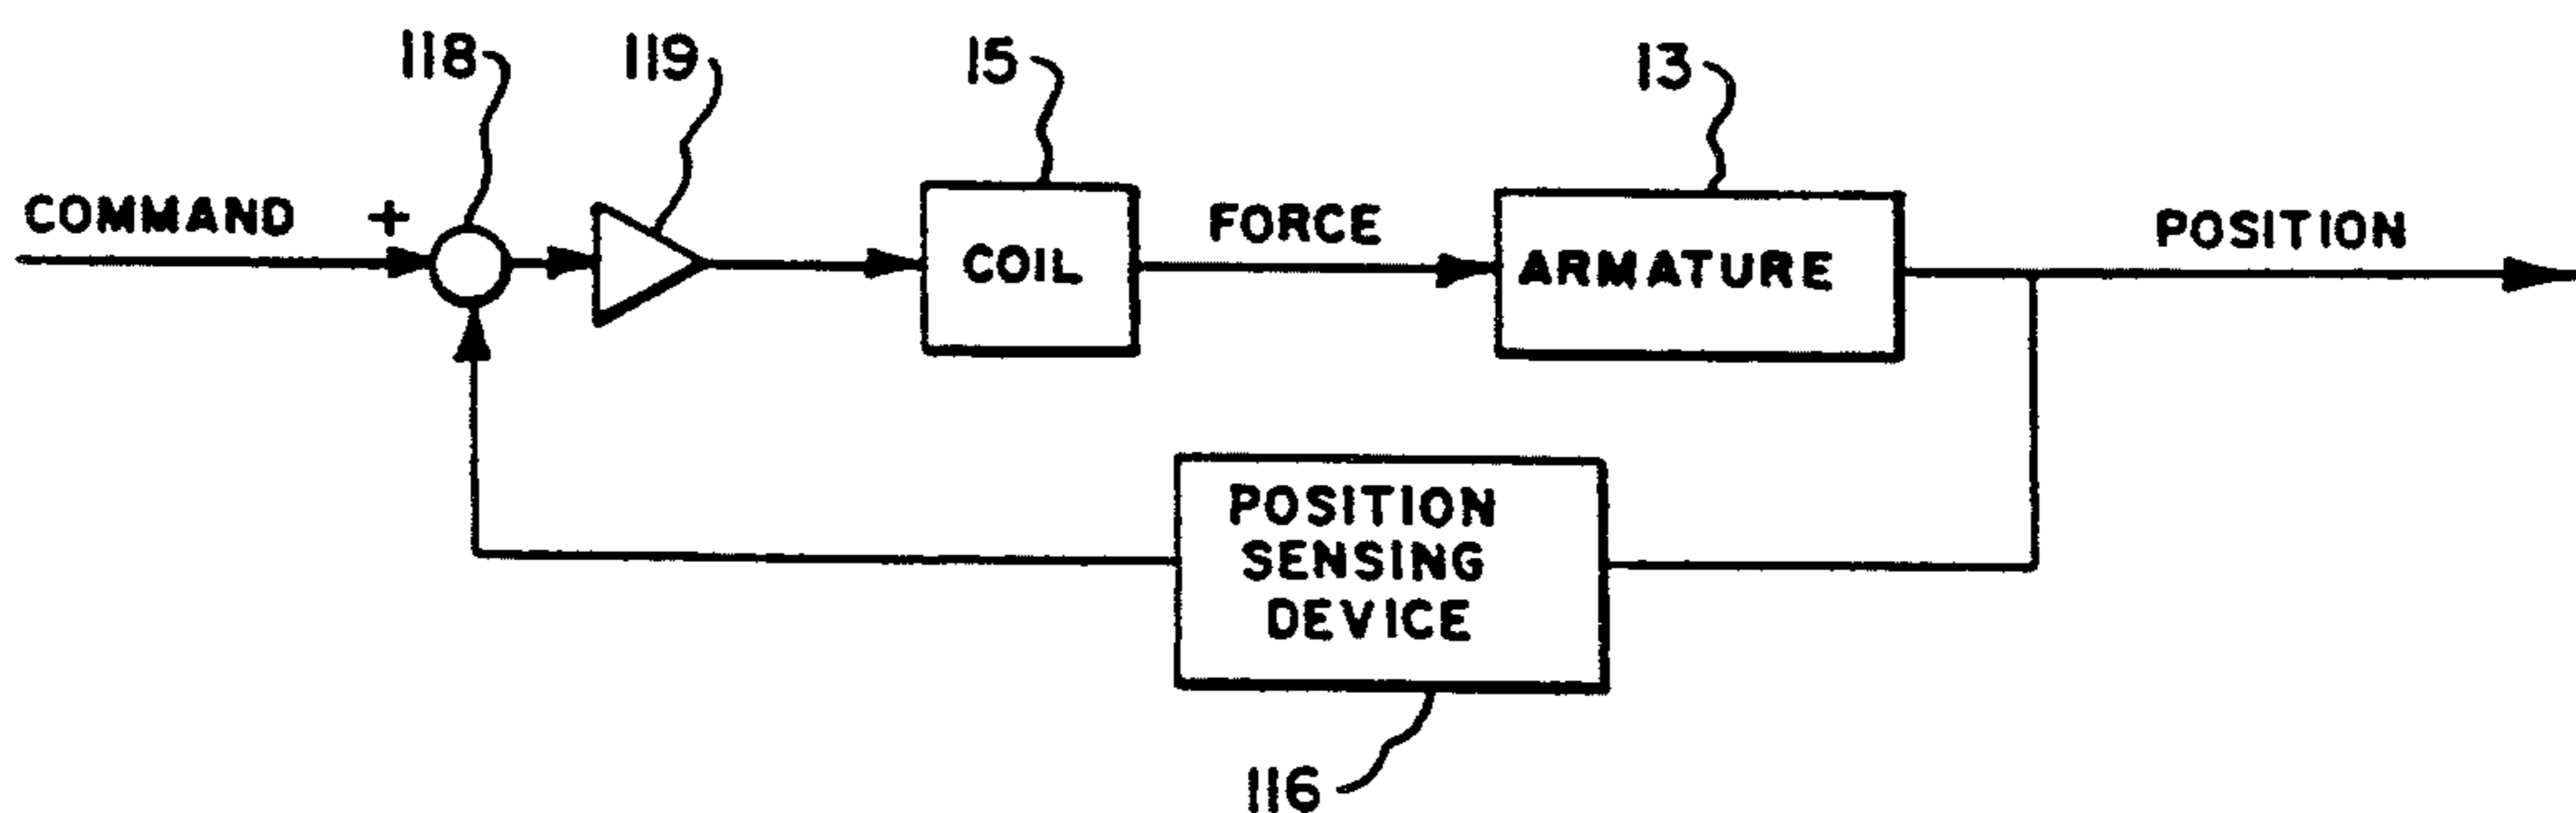 118
119
15
13
COMMAND +
COIL
FORCE
ARMATURE
POSITION
POSITION
SENSING
DEVICE
116